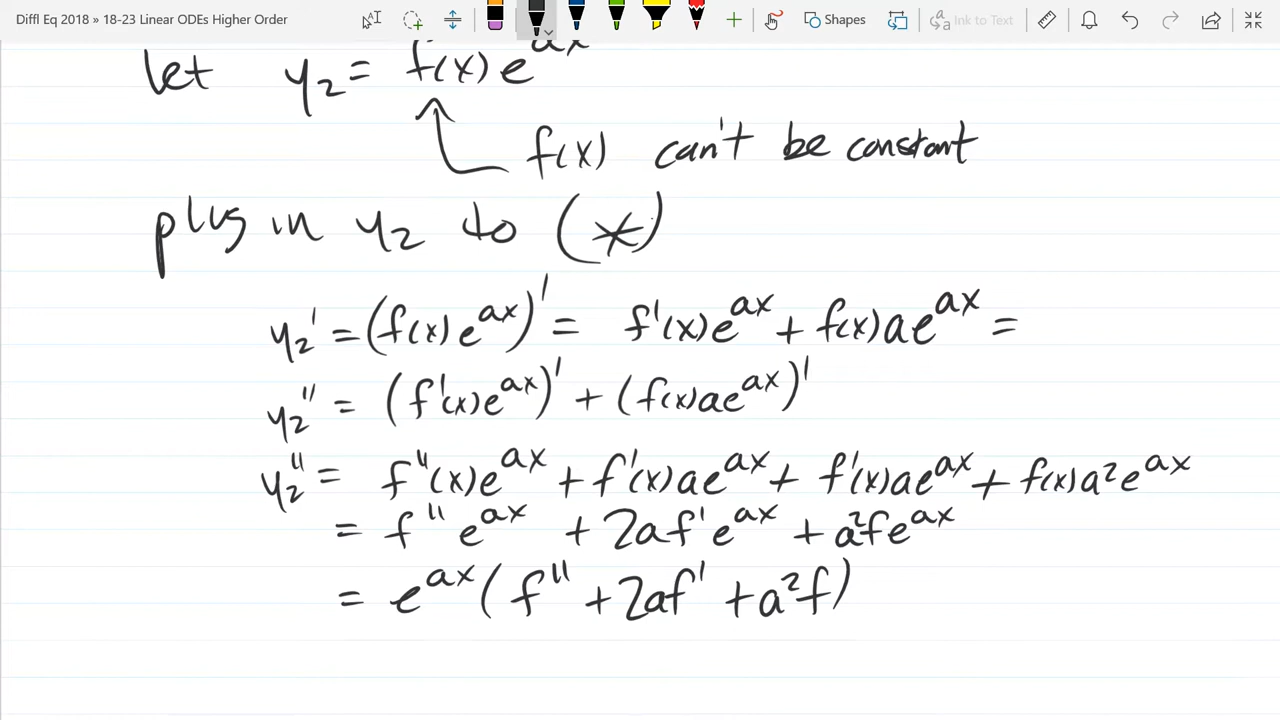 Diffl Eq 2018 » 18-23 Linear ODEs Higher Order
Shapes
Ink to Text
let y₂ = f(x) e^{ax}
f(x) can't be constant
plug in y₂ to (*)
y₂' = (f(x) e^{ax})' = f'(x)e^{ax} + f(x)ae^{ax} =
y₂'' = (f'(x)e^{ax})' + (f(x)ae^{ax})'
y₂'' = f''(x)e^{ax} + f'(x)ae^{ax} + f'(x)ae^{ax} + f(x)a²e^{ax}
= f'' e^{ax} + 2af'e^{ax} + a²fe^{ax}
= e^{ax}(f'' + 2af' + a²f)